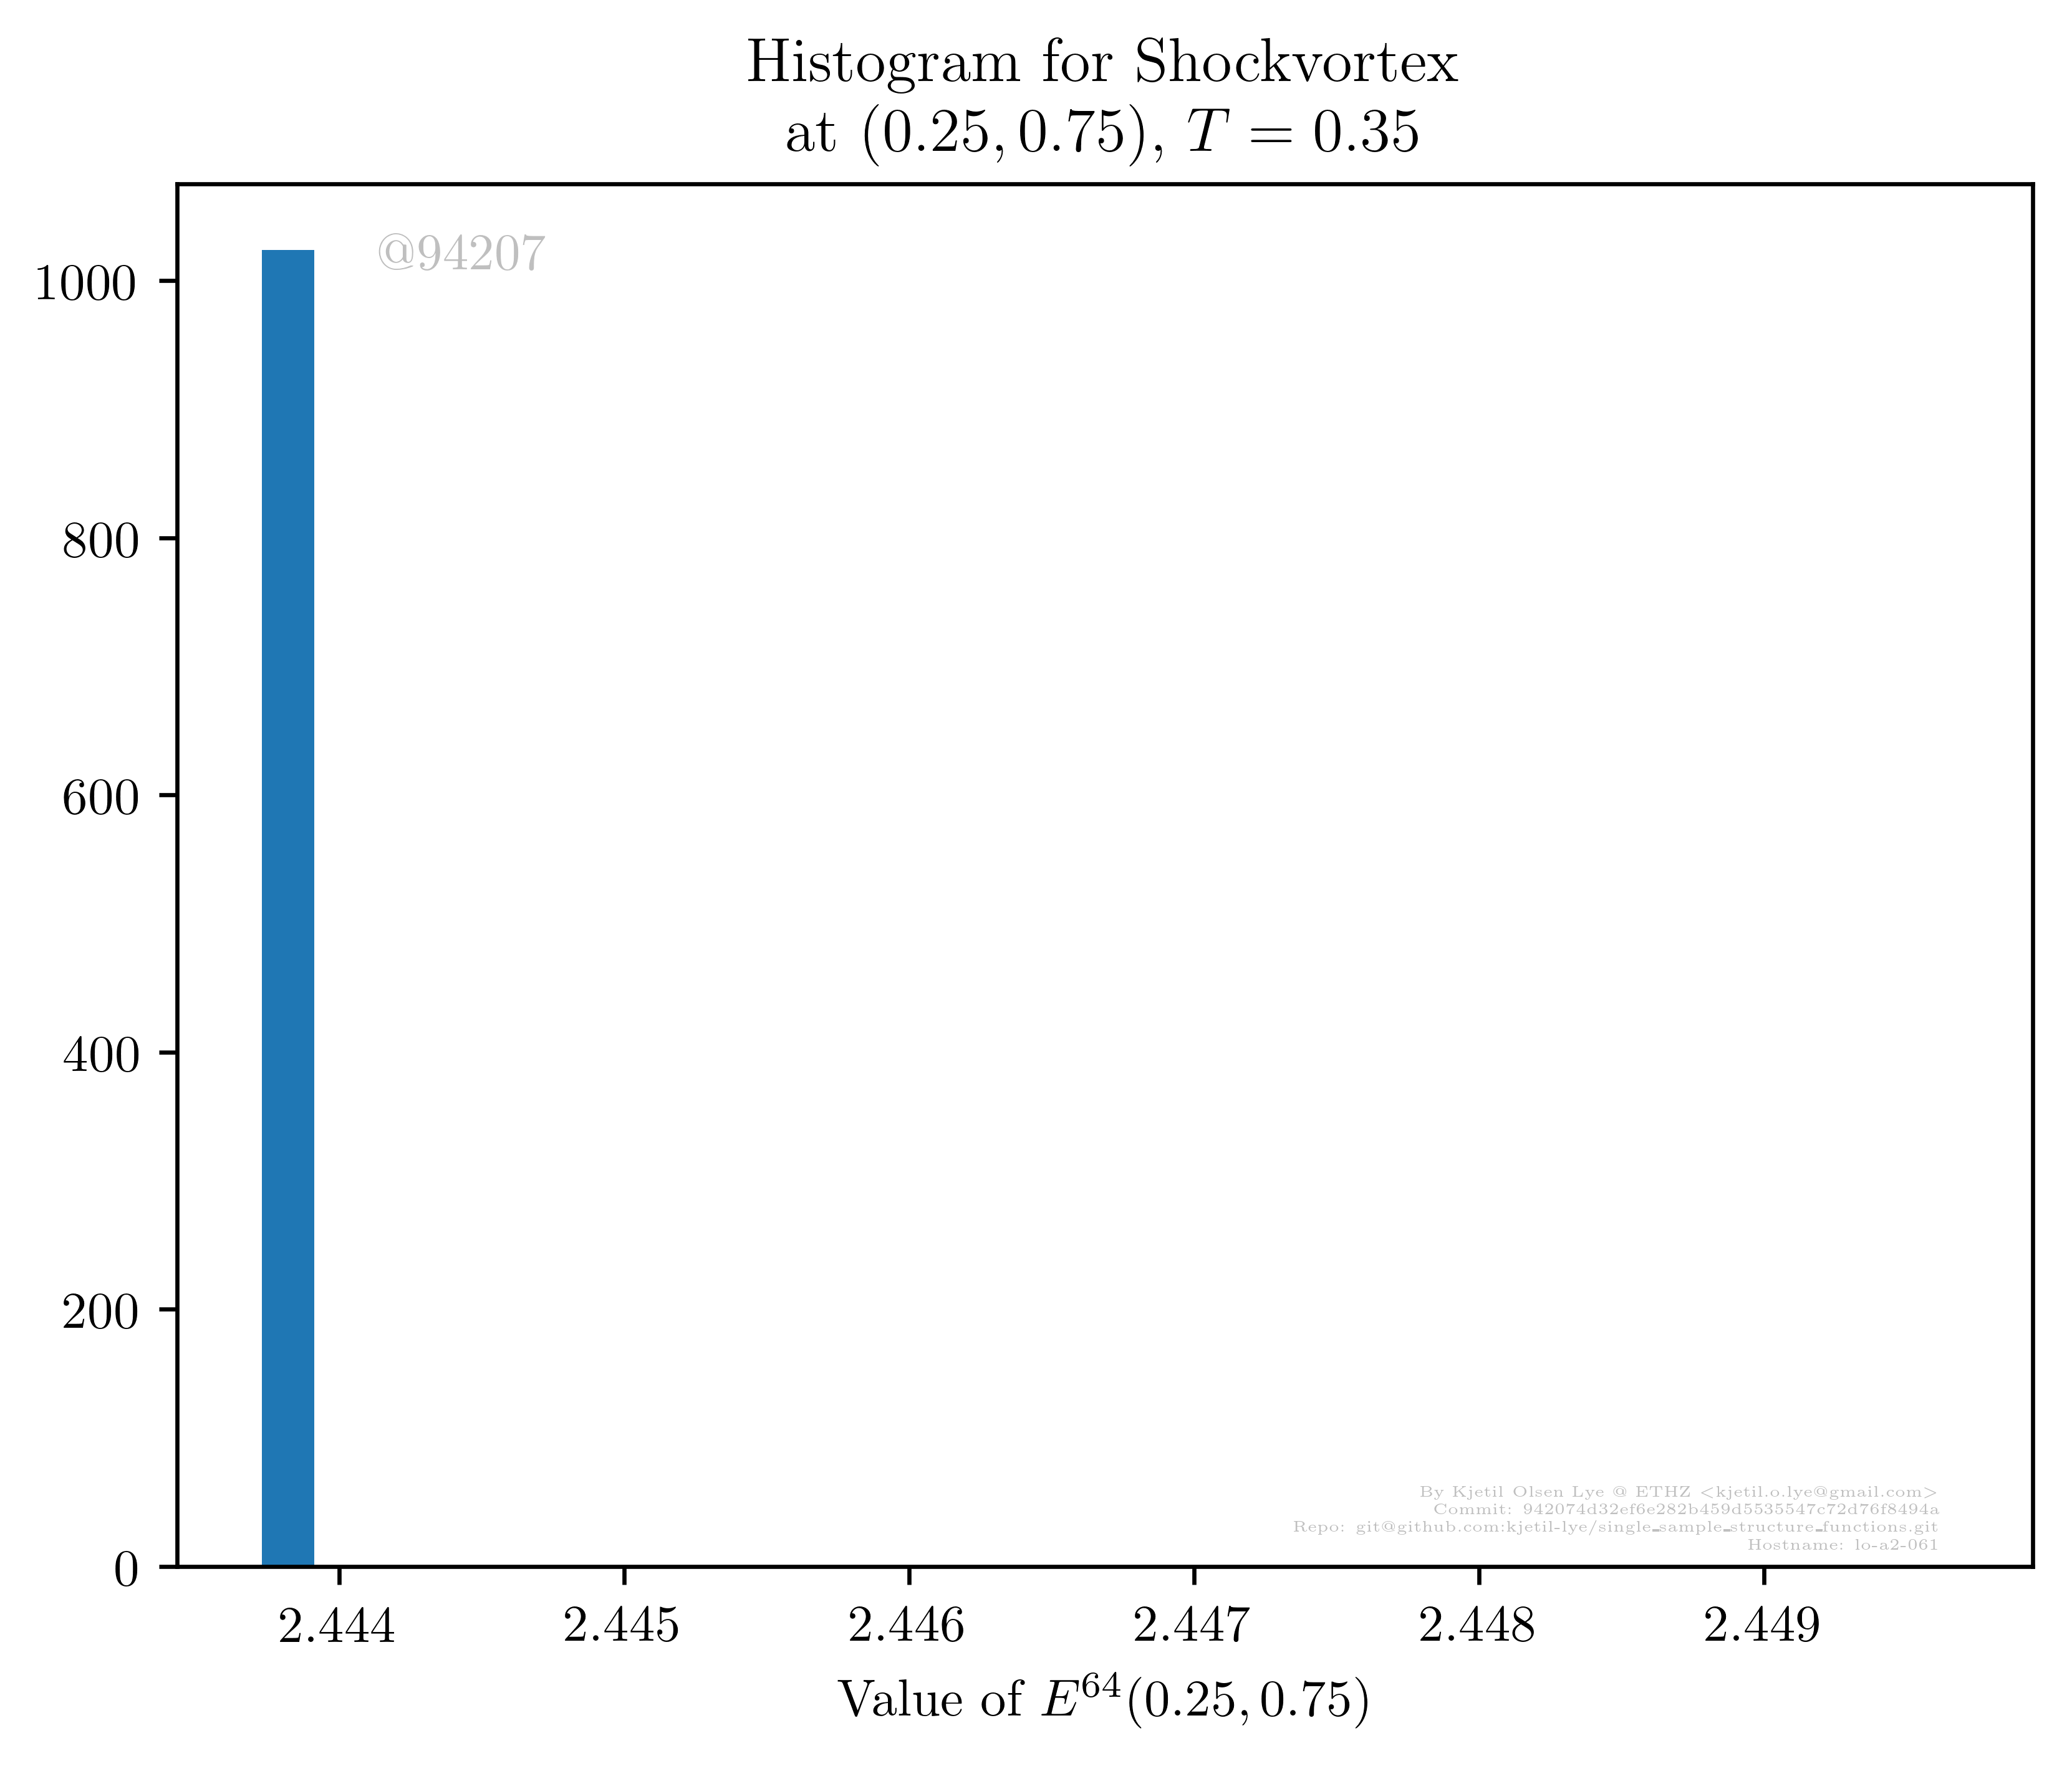 Histogram for Shockvortex
at (0.25, 0.75), T = 0.35
@94207
1000
800
600
400
200
0
By Kjetil Olsen Lye @ ETHZ <kjetil.o.lye@gmail.com>
Commit: 942074d32ef6e282b459d5535547c72d76f8494a
Repo: git@github.com:kjetil-lye/single_sample_structure_functions.git
Hostname: lo-a2-061
2.444 2.445 2.446 2.447 2.448 2.449
Value of E^64(0.25, 0.75)